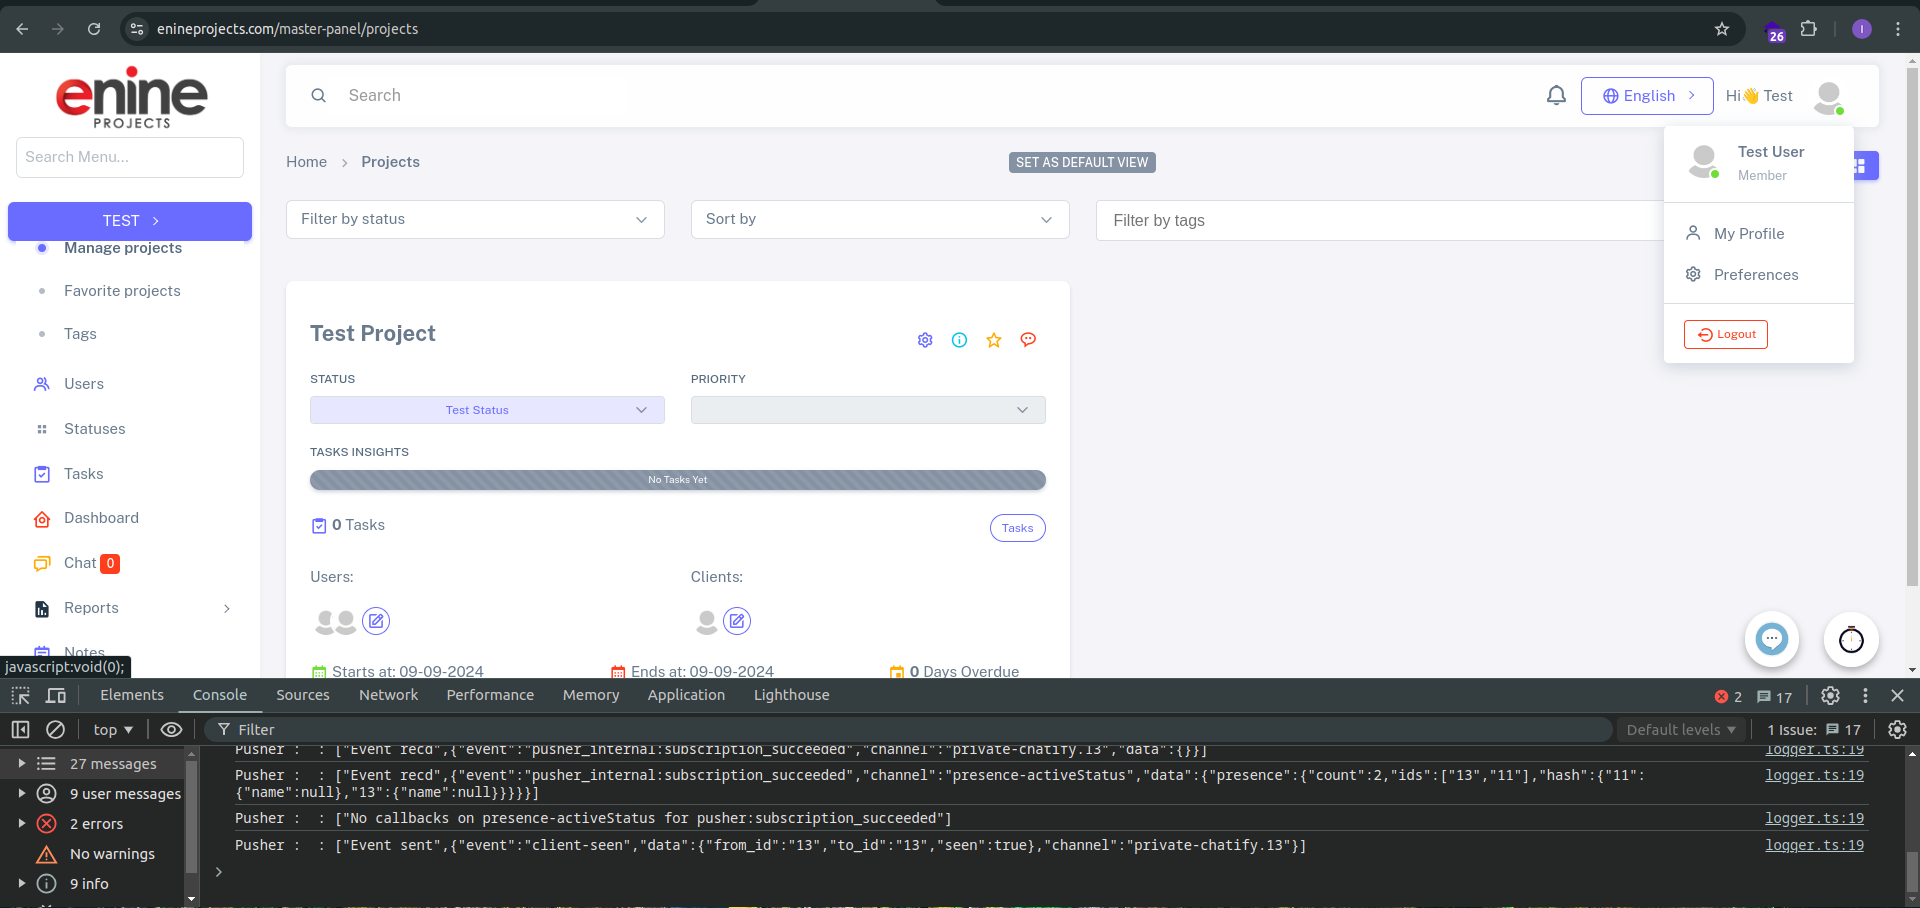 enineprojects.com/master-panel/projects
26
I
enine
PROJECTS
Search
English
Hi👋 Test
Search Menu...
Home > Projects
SET AS DEFAULT VIEW
Test User
Member
TEST >
Filter by status
Sort by
Filter by tags
My Profile
Preferences
Logout
Manage projects
Favorite projects
Tags
Users
Statuses
Tasks
Dashboard
Chat 0
Reports
Notes
Test Project
STATUS
PRIORITY
Test Status
TASKS INSIGHTS
No Tasks Yet
0 Tasks
Tasks
Users:
Clients:
Starts at: 09-09-2024
Ends at: 09-09-2024
0 Days Overdue
javascript:void(0);
Elements Console Sources Network Performance Memory Application Lighthouse
2 17
top
Filter
Default levels
1 Issue: 17
27 messages
9 user messages
2 errors
No warnings
9 info
Pusher :  : ["Event recd",{"event":"pusher_internal:subscription_succeeded","channel":"private-chatify.13","data":{}}]
logger.ts:19
Pusher :  : ["Event recd",{"event":"pusher_internal:subscription_succeeded","channel":"presence-activeStatus","data":{"presence":{"count":2,"ids":["13","11"],"hash":{"11":
{"name":null},"13":{"name":null}}}}}]
logger.ts:19
Pusher :  : ["No callbacks on presence-activeStatus for pusher:subscription_succeeded"]
logger.ts:19
Pusher :  : ["Event sent",{"event":"client-seen","data":{"from_id":"13","to_id":"13","seen":true},"channel":"private-chatify.13"}]
logger.ts:19